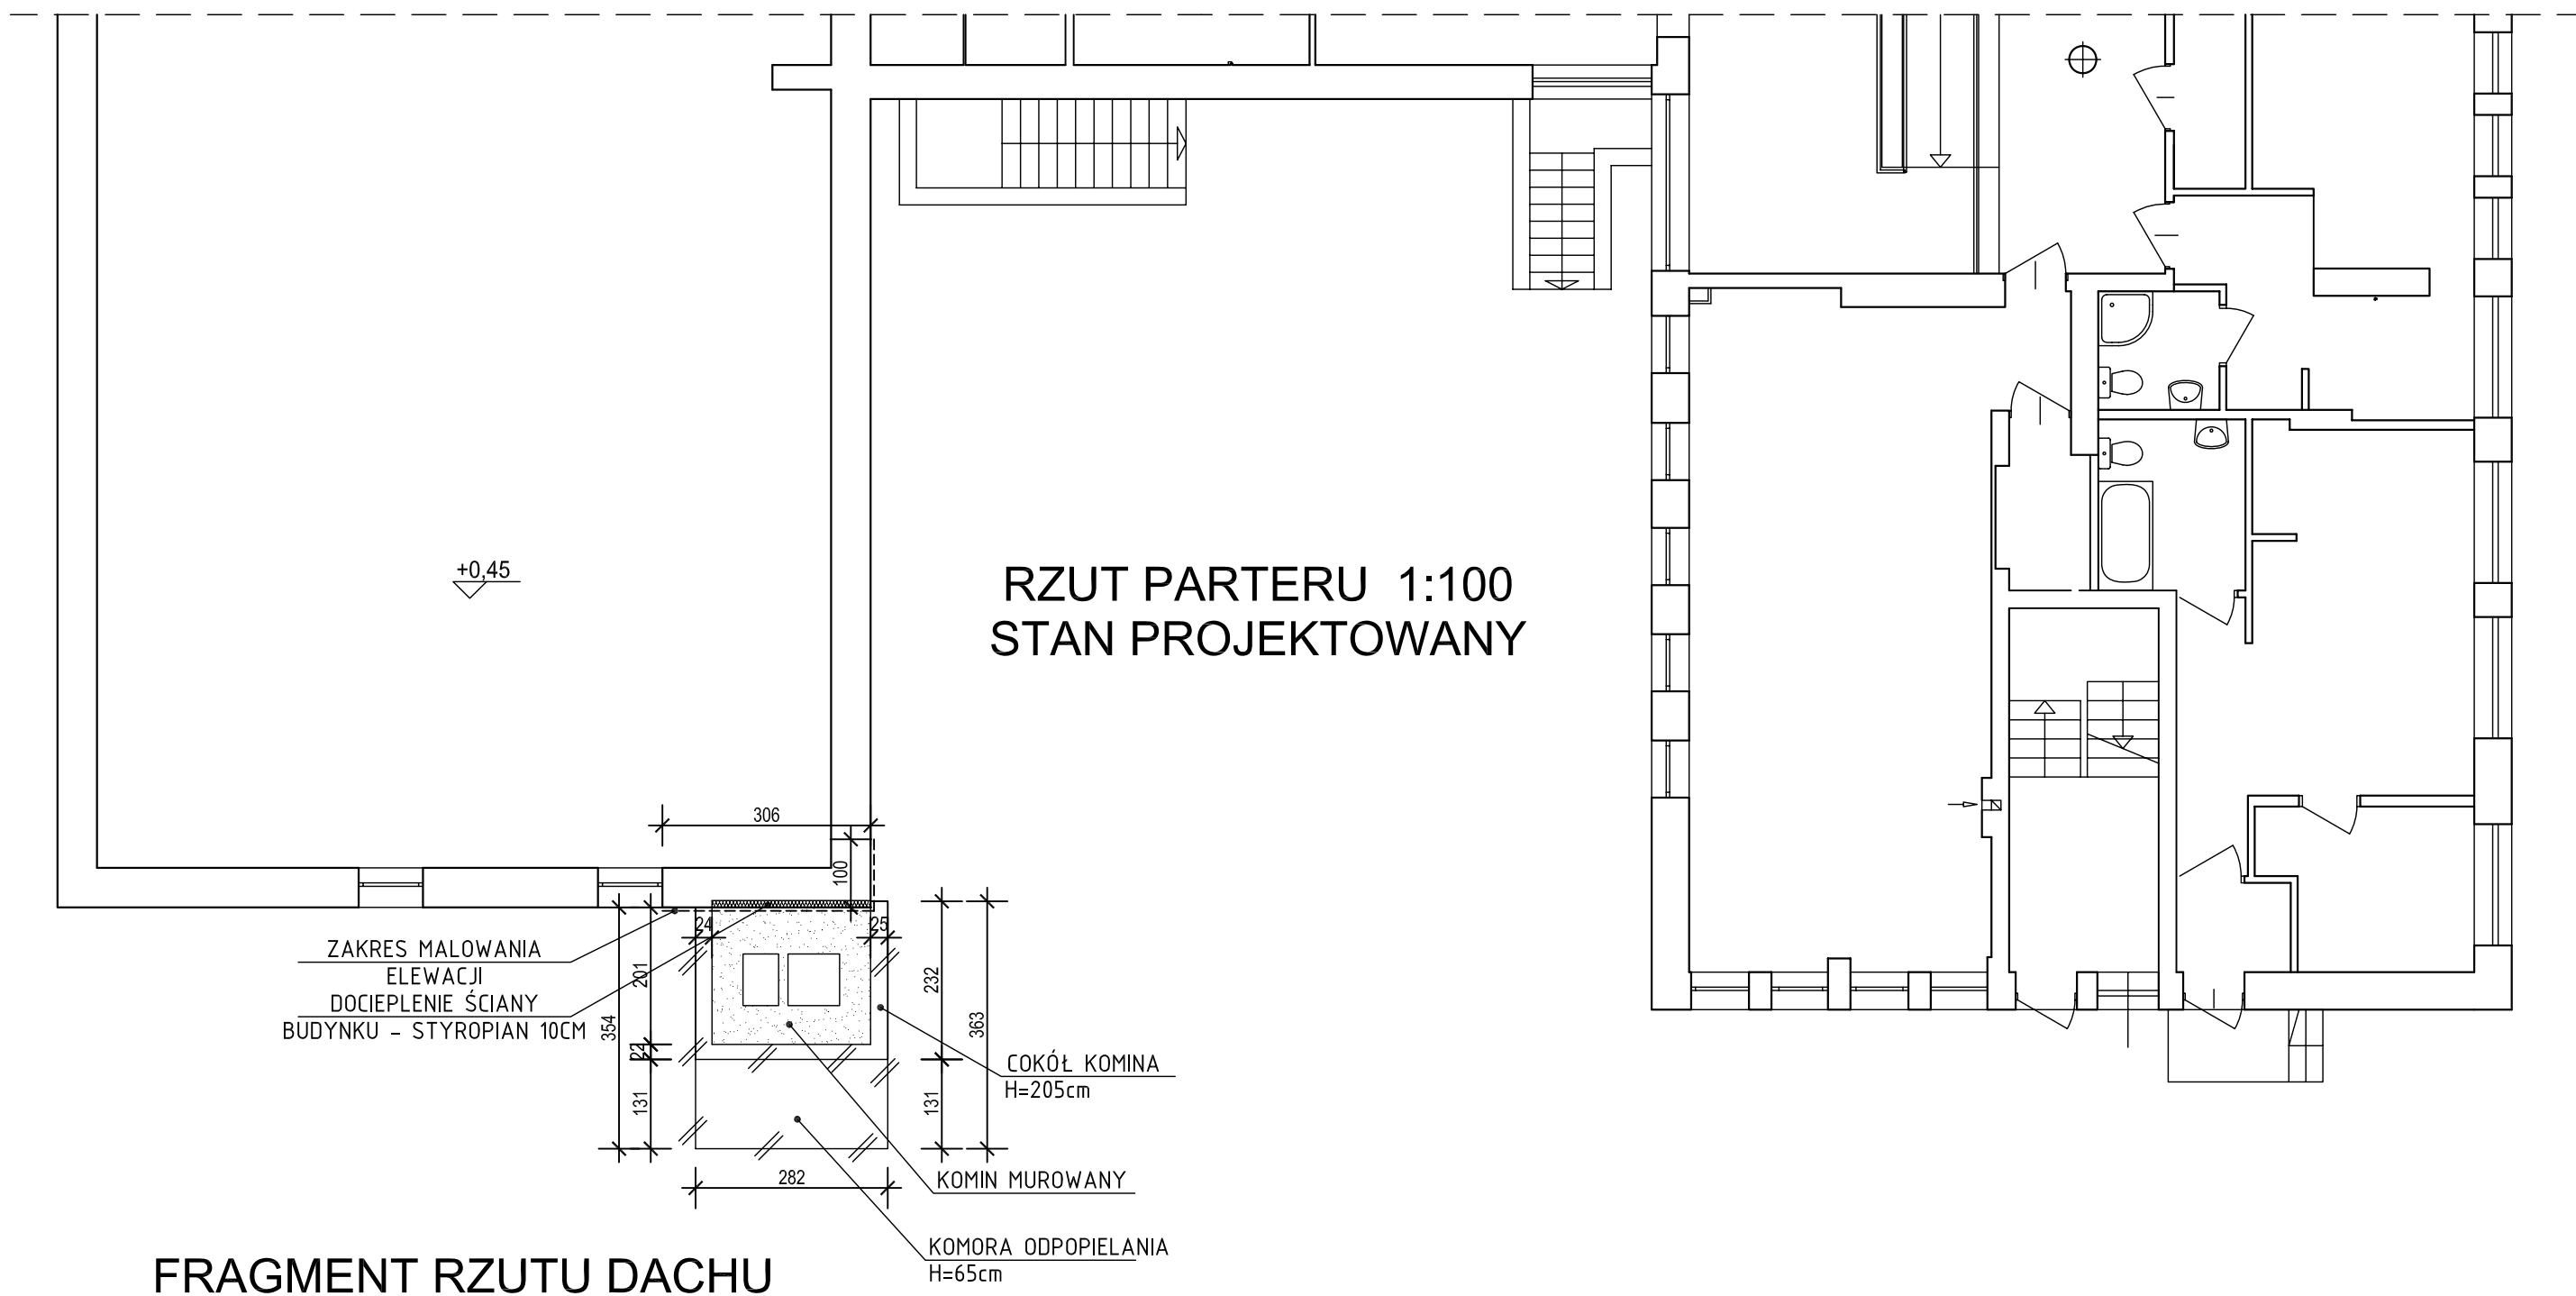 +0,45
RZUT PARTERU 1:100
STAN PROJEKTOWANY
306
100
24
25
ZAKRES MALOWANIA
ELEWACJI
DOCIEPLENIE ŚCIANY
BUDYNKU - STYROPIAN 10CM
201
232
354
363
22
131
131
COKÓŁ KOMINA
H=205cm
282
KOMIN MUROWANY
KOMORA ODPOPIELANIA
H=65cm
FRAGMENT RZUTU DACHU